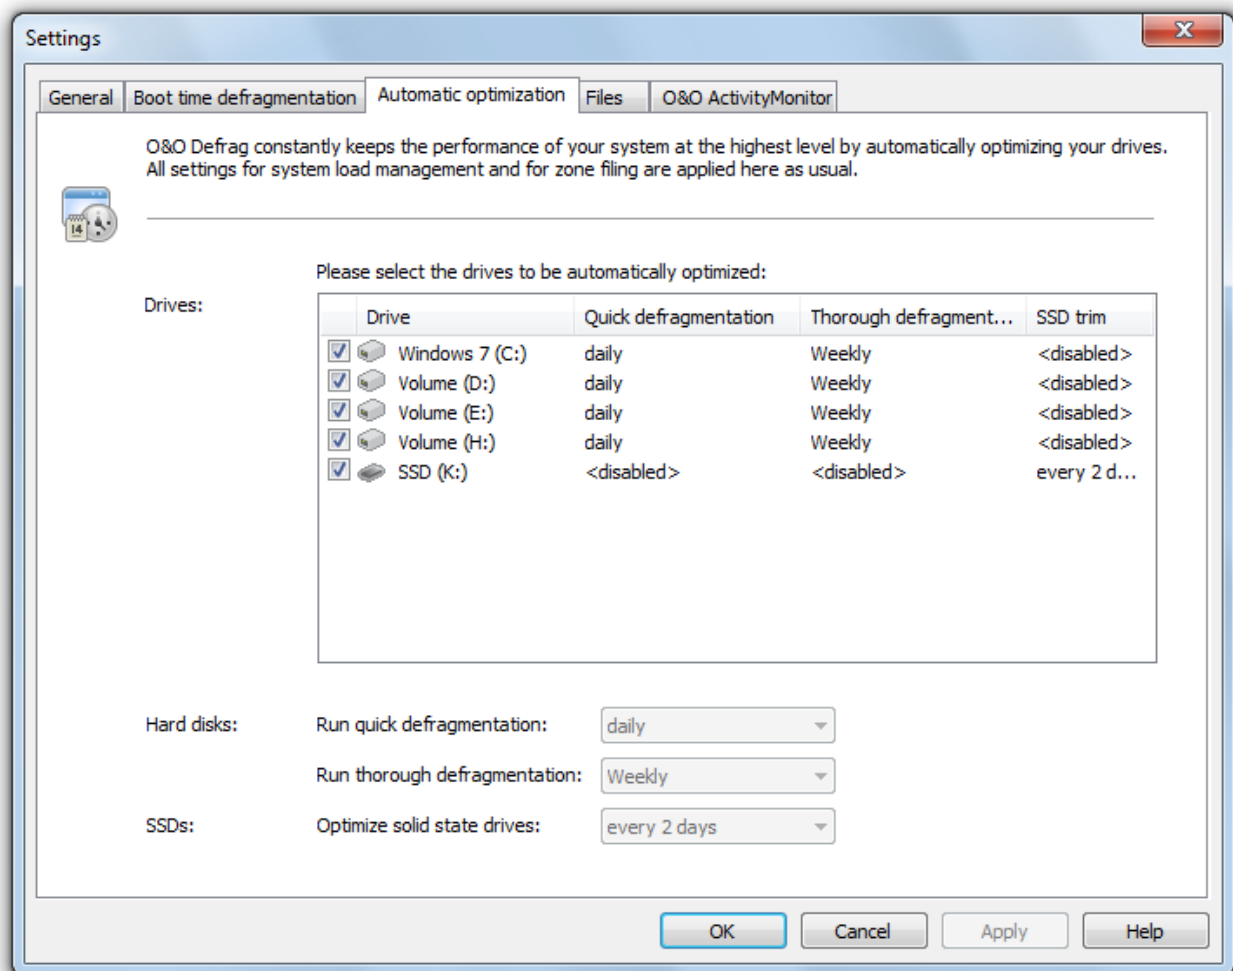 Settings
General Boot time defragmentation Automatic optimization Files O&O ActivityMonitor
O&O Defrag constantly keeps the performance of your system at the highest level by automatically optimizing your drives.
All settings for system load management and for zone filing are applied here as usual.
14
Please select the drives to be automatically optimized:
Drives:
Drive Quick defragmentation Thorough defragment... SSD trim
Windows 7 (C:) daily Weekly <disabled>
Volume (D:) daily Weekly <disabled>
Volume (E:) daily Weekly <disabled>
Volume (H:) daily Weekly <disabled>
SSD (K:) <disabled> <disabled> every 2 d...
Hard disks: Run quick defragmentation: daily
Run thorough defragmentation: Weekly
SSDs: Optimize solid state drives: every 2 days
OK Cancel Apply Help